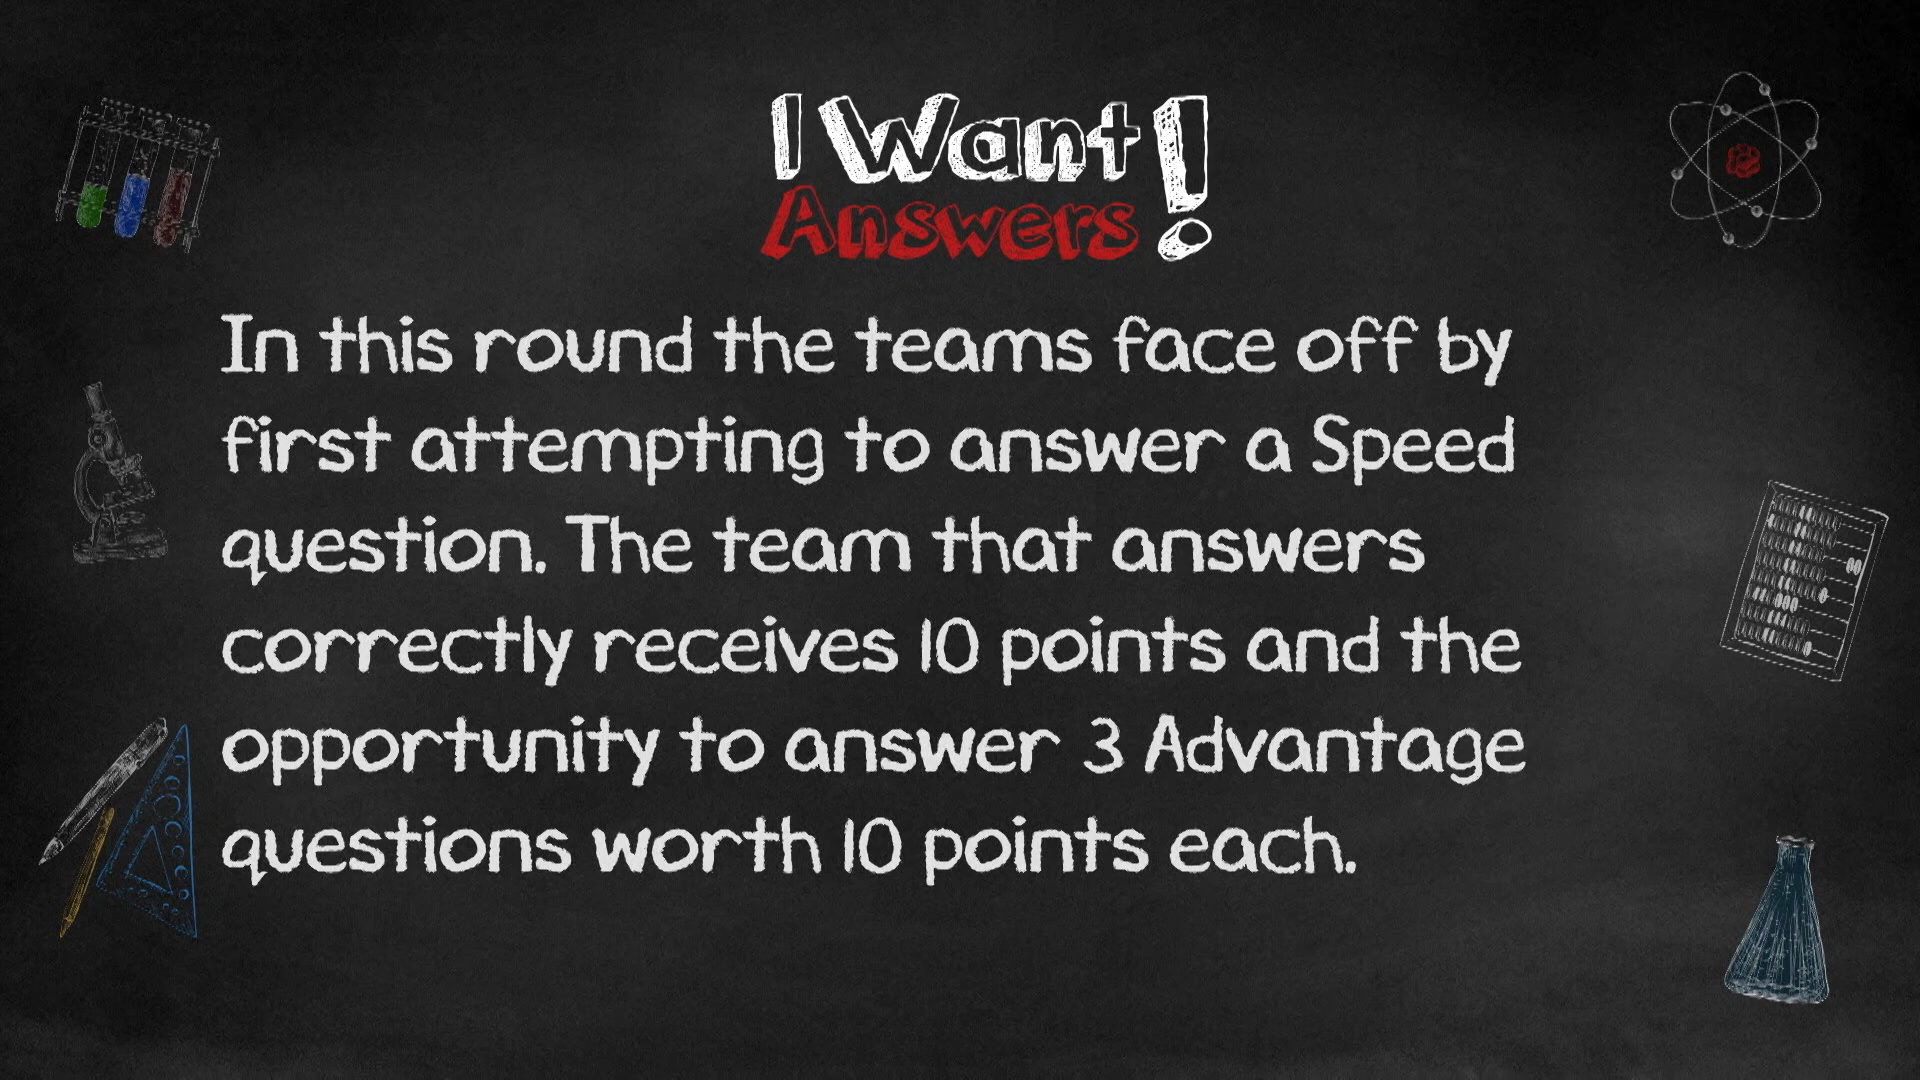 I Want!
Answers
In this round the teams face off by
first attempting to answer a Speed
question. The team that answers
correctly receives 10 points and the
opportunity to answer 3 Advantage
questions worth 10 points each.